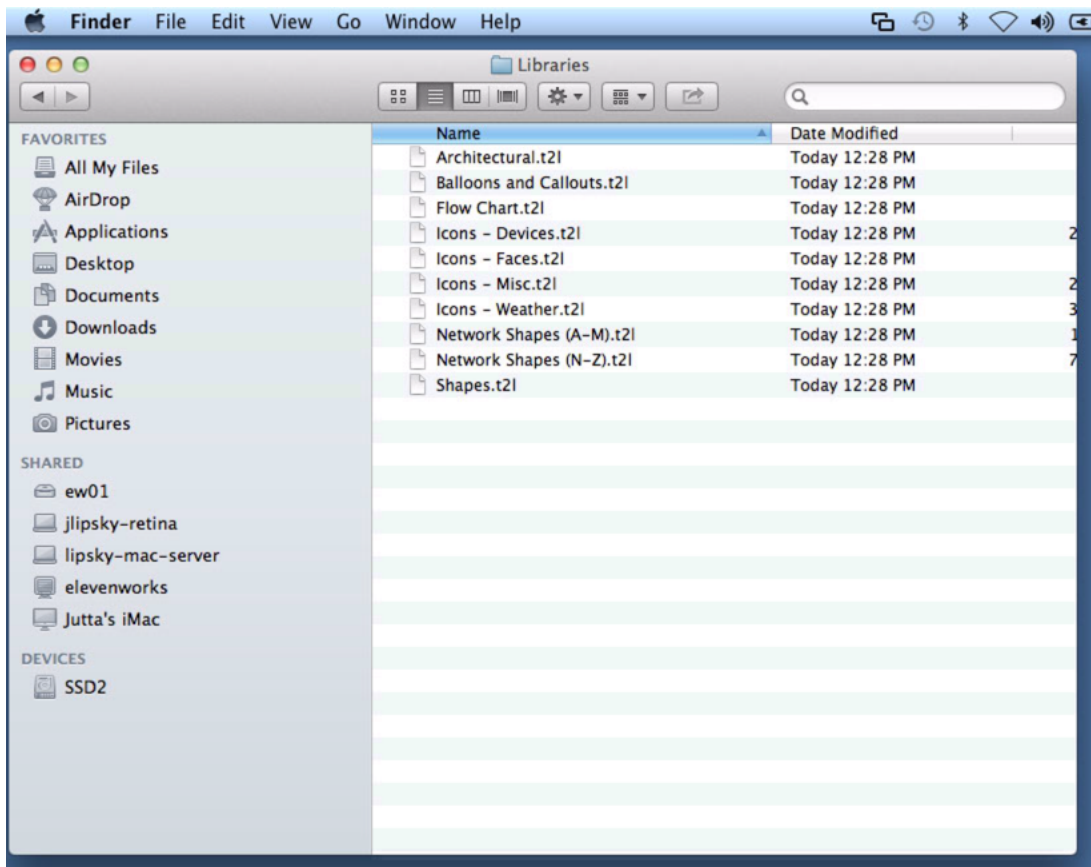 Finder File Edit View Go Window Help
Libraries
FAVORITES
All My Files
AirDrop
Applications
Desktop
Documents
Downloads
Movies
Music
Pictures
SHARED
ew01
jlipsky-retina
lipsky-mac-server
elevenworks
Jutta's iMac
DEVICES
SSD2
Name Date Modified
Architectural.t2l Today 12:28 PM
Balloons and Callouts.t2l Today 12:28 PM
Flow Chart.t2l Today 12:28 PM
Icons – Devices.t2l Today 12:28 PM 2
Icons – Faces.t2l Today 12:28 PM
Icons – Misc.t2l Today 12:28 PM 2
Icons – Weather.t2l Today 12:28 PM 3
Network Shapes (A–M).t2l Today 12:28 PM 1
Network Shapes (N–Z).t2l Today 12:28 PM 7
Shapes.t2l Today 12:28 PM